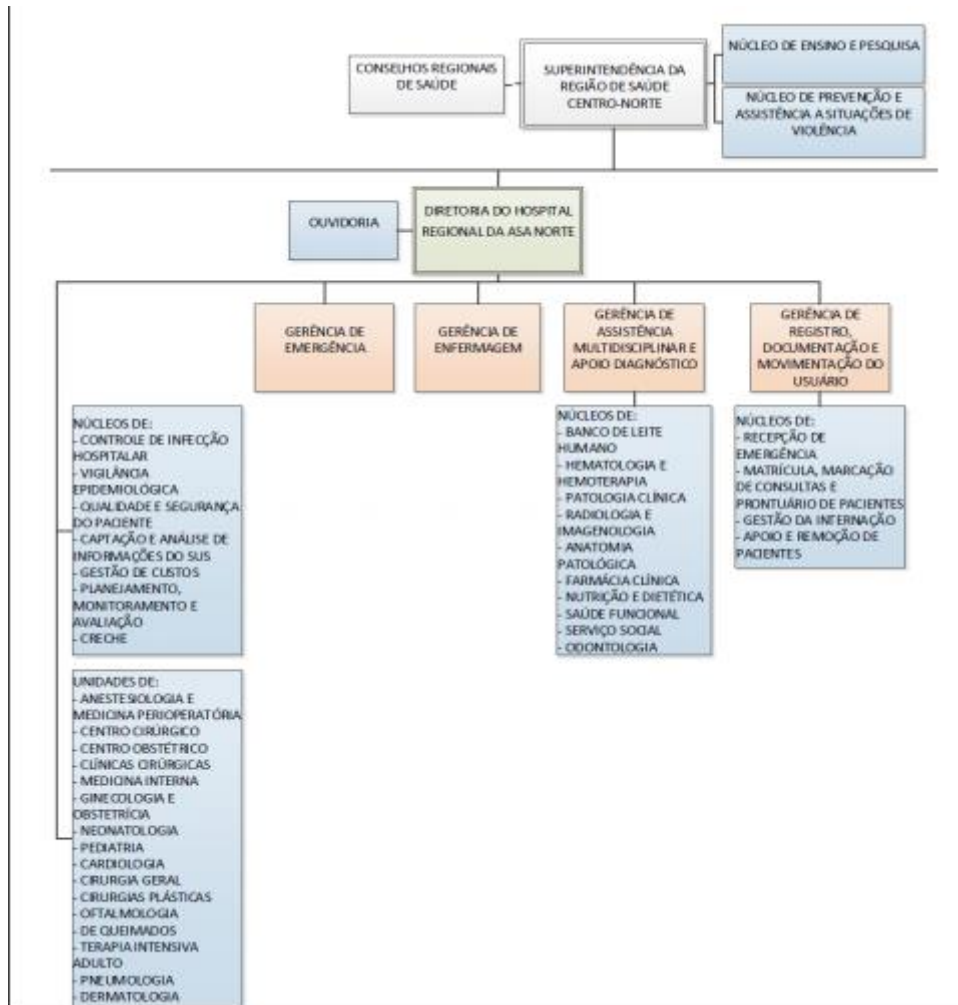 CONSELHOS REGIONAIS
DE SAÚDE
SUPERINTENDÊNCIA DA
REGIÃO DE SAÚDE
CENTRO-NORTE
NÚCLEO DE ENSINO E PESQUISA
NÚCLEO DE PREVENÇÃO E
ASSISTÊNCIA A SITUAÇÕES DE
VIOLÊNCIA
OUVIDORIA
DIRETORIA DO HOSPITAL
REGIONAL DA ASA NORTE
GERÊNCIA DE
EMERGÊNCIA
GERÊNCIA DE
ENFERMAGEM
GERÊNCIA DE
ASSISTÊNCIA
MULTIDISCIPLINAR E
APOIO DIAGNÓSTICO
GERÊNCIA DE
REGISTRO,
DOCUMENTAÇÃO E
MOVIMENTAÇÃO DO
USUÁRIO
NÚCLEOS DE:
- CONTROLE DE INFECÇÃO
HOSPITALAR
- VIGILÂNCIA
EPIDEMIOLÓGICA
- QUALIDADE E SEGURANÇA
DO PACIENTE
- CAPTAÇÃO E ANÁLISE DE
INFORMAÇÕES DO SUS
- GESTÃO DE CUSTOS
- PLANEJAMENTO,
MONITORAMENTO E
AVALIAÇÃO
- CRECHE
NÚCLEOS DE:
- BANCO DE LEITE
HUMANO
- HEMATOLOGIA E
HEMOTERAPIA
- PATOLOGIA CLÍNICA
- RADIOLOGIA E
IMAGENOLOGIA
- ANATOMIA
PATOLÓGICA
- FARMÁCIA CLÍNICA
- NUTRIÇÃO E DIETÉTICA
- SAÚDE FUNCIONAL
- SERVIÇO SOCIAL
- ODONTOLOGIA
NÚCLEOS DE:
- RECEPÇÃO DE
EMERGÊNCIA
- MATRÍCULA, MARCAÇÃO
DE CONSULTAS E
PRONTUÁRIO DE PACIENTES
- GESTÃO DA INTERNAÇÃO
- APOIO E REMOÇÃO DE
PACIENTES
UNIDADES DE:
- ANESTESIOLOGIA E
MEDICINA PERIOPERATÓRIA
- CENTRO CIRÚRGICO
- CENTRO OBSTÉTRICO
- CLÍNICAS CIRÚRGICAS
- MEDICINA INTERNA
- GINECOLOGIA E
OBSTETRÍCIA
- NEONATOLOGIA
- PEDIATRIA
- CARDIOLOGIA
- CIRURGIA GERAL
- CIRURGIAS PLÁSTICAS
- OFTALMOLOGIA
- DE QUEIMADOS
- TERAPIA INTENSIVA
ADULTO
- PNEUMOLOGIA
- DERMATOLOGIA